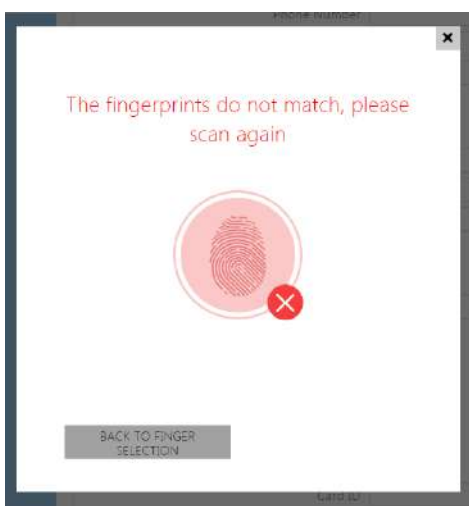 Phone Number
The fingerprints do not match, please
scan again
BACK TO FINGER
SELECTION
Card ID